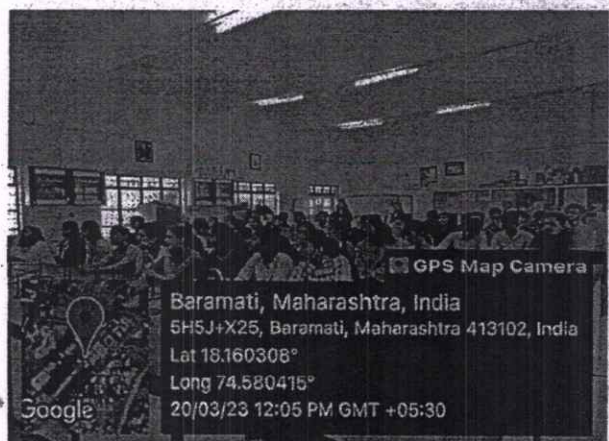 GPS Map Camera
Baramati, Maharashtra, India
5H5J+X25, Baramati, Maharashtra 413102, India
Lat 18.160308°
Long 74.580415°
20/03/23 12:05 PM GMT +05:30
Google